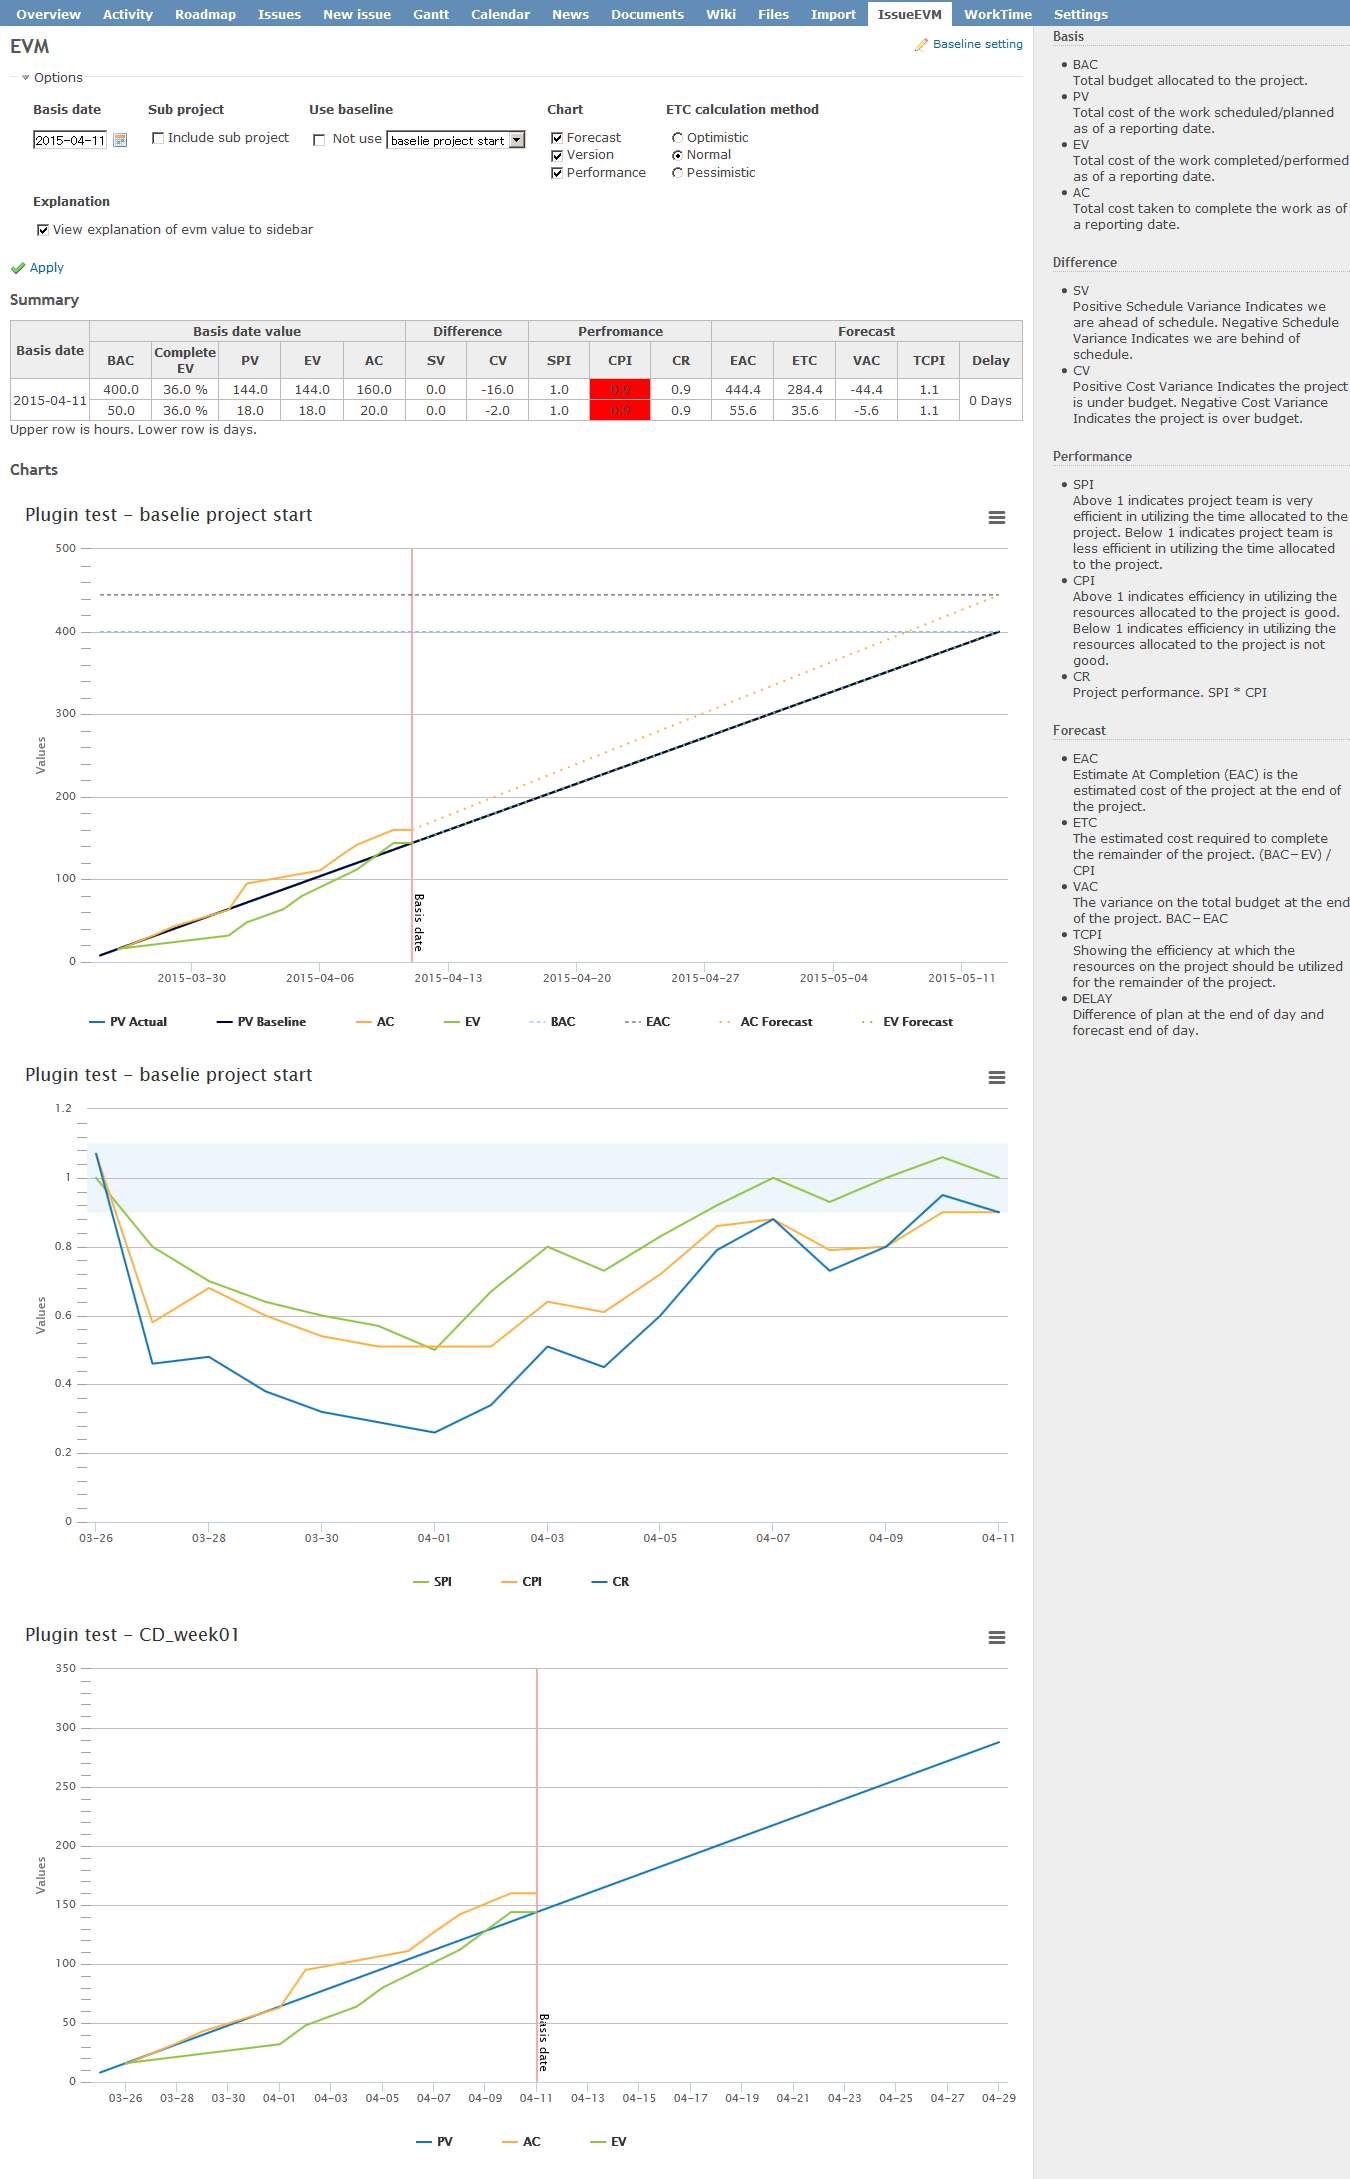 Overview Activity Roadmap Issues New issue Gantt Calendar News Documents Wiki Files Import IssueEVM WorkTime Settings
EVM
Baseline setting
Options
Basis date Sub project Use baseline Chart ETC calculation method
2015-04-11 Include sub project Not use baselie project start Forecast Optimistic
Version Normal
Performance Pessimistic
Explanation
View explanation of evm value to sidebar
Apply
Summary
Basis date Basis date value Difference Perfromance Forecast
BAC Complete EV PV EV AC SV CV SPI CPI CR EAC ETC VAC TCPI Delay
2015-04-11 400.0 36.0 % 144.0 144.0 160.0 0.0 -16.0 1.0 0.9 0.9 444.4 284.4 -44.4 1.1 0 Days
50.0 36.0 % 18.0 18.0 20.0 0.0 -2.0 1.0 0.9 0.9 55.6 35.6 -5.6 1.1
Upper row is hours. Lower row is days.
Charts
Plugin test - baselie project start
500
400
300
200
100
0
Values
Basis date
2015-03-30 2015-04-06 2015-04-13 2015-04-20 2015-04-27 2015-05-04 2015-05-11
PV Actual PV Baseline AC EV BAC EAC AC Forecast EV Forecast
Plugin test - baselie project start
1.2
1
0.8
0.6
0.4
0.2
0
Values
03-26 03-28 03-30 04-01 04-03 04-05 04-07 04-09 04-11
SPI CPI CR
Plugin test - CD_week01
350
300
250
200
150
100
50
0
Values
Basis date
03-26 03-28 03-30 04-01 04-03 04-05 04-07 04-09 04-11 04-13 04-15 04-17 04-19 04-21 04-23 04-25 04-27 04-29
PV AC EV
Basis
BAC
Total budget allocated to the project.
PV
Total cost of the work scheduled/planned
as of a reporting date.
EV
Total cost of the work completed/performed
as of a reporting date.
AC
Total cost taken to complete the work as of
a reporting date.
Difference
SV
Positive Schedule Variance Indicates we
are ahead of schedule. Negative Schedule
Variance Indicates we are behind of
schedule.
CV
Positive Cost Variance Indicates the project
is under budget. Negative Cost Variance
Indicates the project is over budget.
Performance
SPI
Above 1 indicates project team is very
efficient in utilizing the time allocated to the
project. Below 1 indicates project team is
less efficient in utilizing the time allocated
to the project.
CPI
Above 1 indicates efficiency in utilizing the
resources allocated to the project is good.
Below 1 indicates efficiency in utilizing the
resources allocated to the project is not
good.
CR
Project performance. SPI * CPI
Forecast
EAC
Estimate At Completion (EAC) is the
estimated cost of the project at the end of
the project.
ETC
The estimated cost required to complete
the remainder of the project. (BAC-EV) /
CPI
VAC
The variance on the total budget at the end
of the project. BAC-EAC
TCPI
Showing the efficiency at which the
resources on the project should be utilized
for the remainder of the project.
DELAY
Difference of plan at the end of day and
forecast end of day.